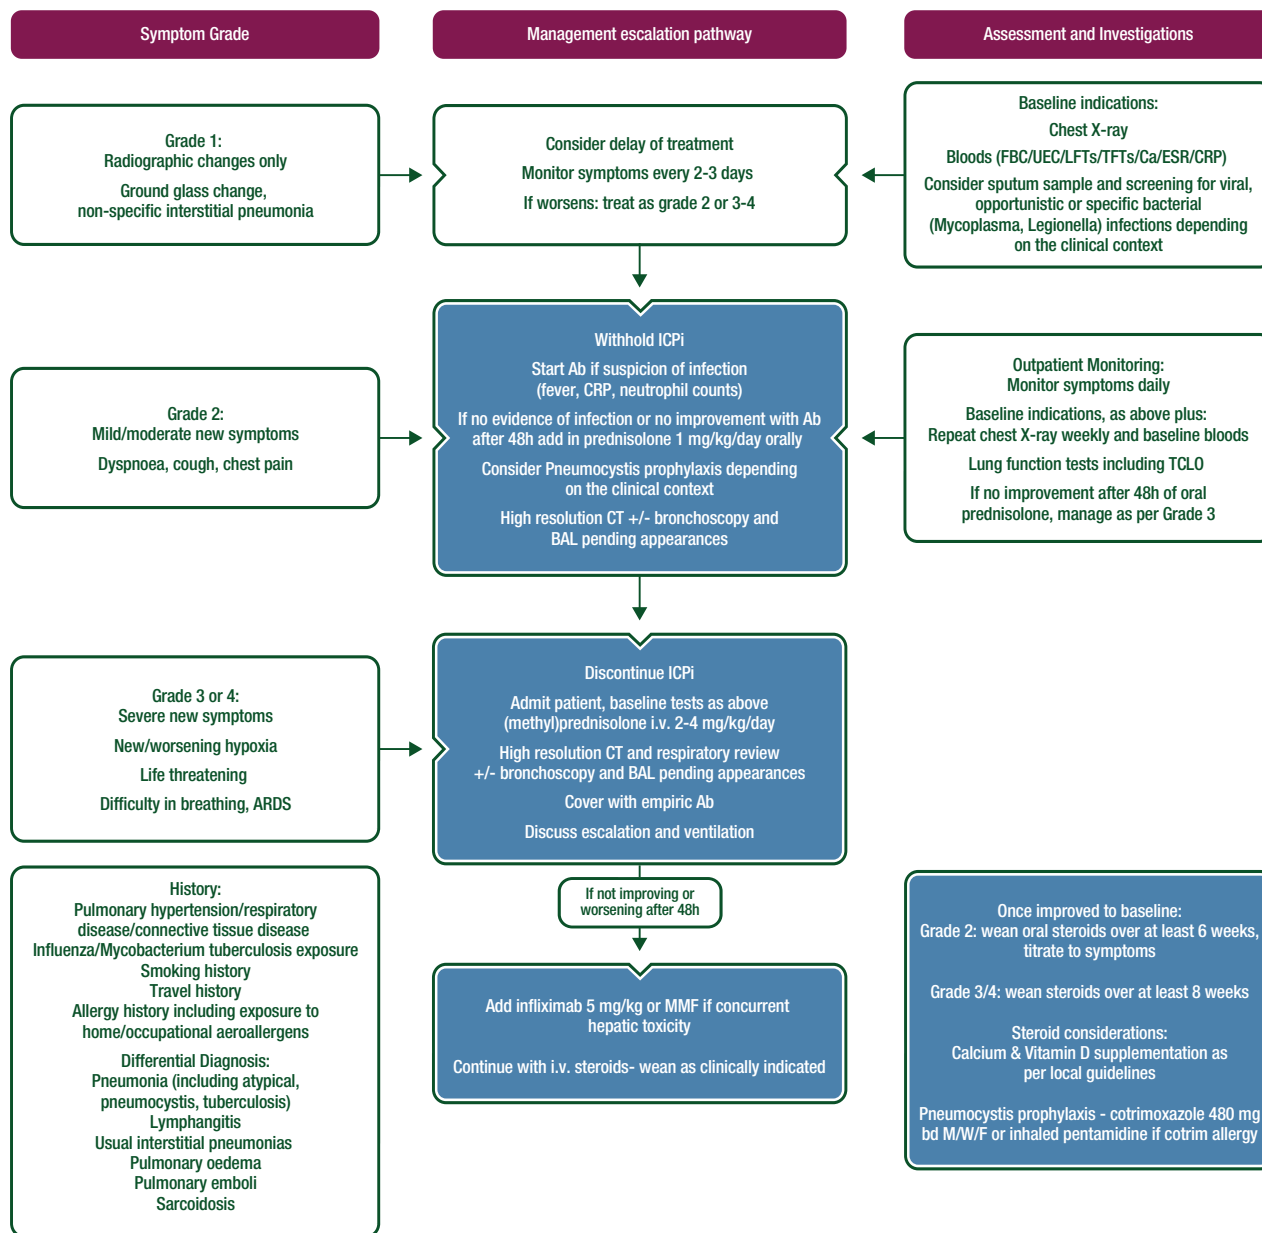 Symptom Grade
Management escalation pathway
Assessment and Investigations
Grade 1:
Radiographic changes only
Ground glass change,
non-specific interstitial pneumonia
Consider delay of treatment
Monitor symptoms every 2-3 days
If worsens: treat as grade 2 or 3-4
Baseline indications:
Chest X-ray
Bloods (FBC/UEC/LFTs/TFTs/Ca/ESR/CRP)
Consider sputum sample and screening for viral,
opportunistic or specific bacterial
(Mycoplasma, Legionella) infections depending
on the clinical context
Grade 2:
Mild/moderate new symptoms
Dyspnoea, cough, chest pain
Withhold ICPi
Start Ab if suspicion of infection
(fever, CRP, neutrophil counts)
If no evidence of infection or no improvement with Ab
after 48h add in prednisolone 1 mg/kg/day orally
Consider Pneumocystis prophylaxis depending
on the clinical context
High resolution CT +/- bronchoscopy and
BAL pending appearances
Outpatient Monitoring:
Monitor symptoms daily
Baseline indications, as above plus:
Repeat chest X-ray weekly and baseline bloods
Lung function tests including TCLO
If no improvement after 48h of oral
prednisolone, manage as per Grade 3
Grade 3 or 4:
Severe new symptoms
New/worsening hypoxia
Life threatening
Difficulty in breathing, ARDS
Discontinue ICPi
Admit patient, baseline tests as above
(methyl)prednisolone i.v. 2-4 mg/kg/day
High resolution CT and respiratory review
+/- bronchoscopy and BAL pending appearances
Cover with empiric Ab
Discuss escalation and ventilation
If not improving or
worsening after 48h
Add infliximab 5 mg/kg or MMF if concurrent
hepatic toxicity
Continue with i.v. steroids- wean as clinically indicated
History:
Pulmonary hypertension/respiratory
disease/connective tissue disease
Influenza/Mycobacterium tuberculosis exposure
Smoking history
Travel history
Allergy history including exposure to
home/occupational aeroallergens
Differential Diagnosis:
Pneumonia (including atypical,
pneumocystis, tuberculosis)
Lymphangitis
Usual interstitial pneumonias
Pulmonary oedema
Pulmonary emboli
Sarcoidosis
Once improved to baseline:
Grade 2: wean oral steroids over at least 6 weeks,
titrate to symptoms
Grade 3/4: wean steroids over at least 8 weeks
Steroid considerations:
Calcium & Vitamin D supplementation as
per local guidelines
Pneumocystis prophylaxis - cotrimoxazole 480 mg
bd M/W/F or inhaled pentamidine if cotrim allergy